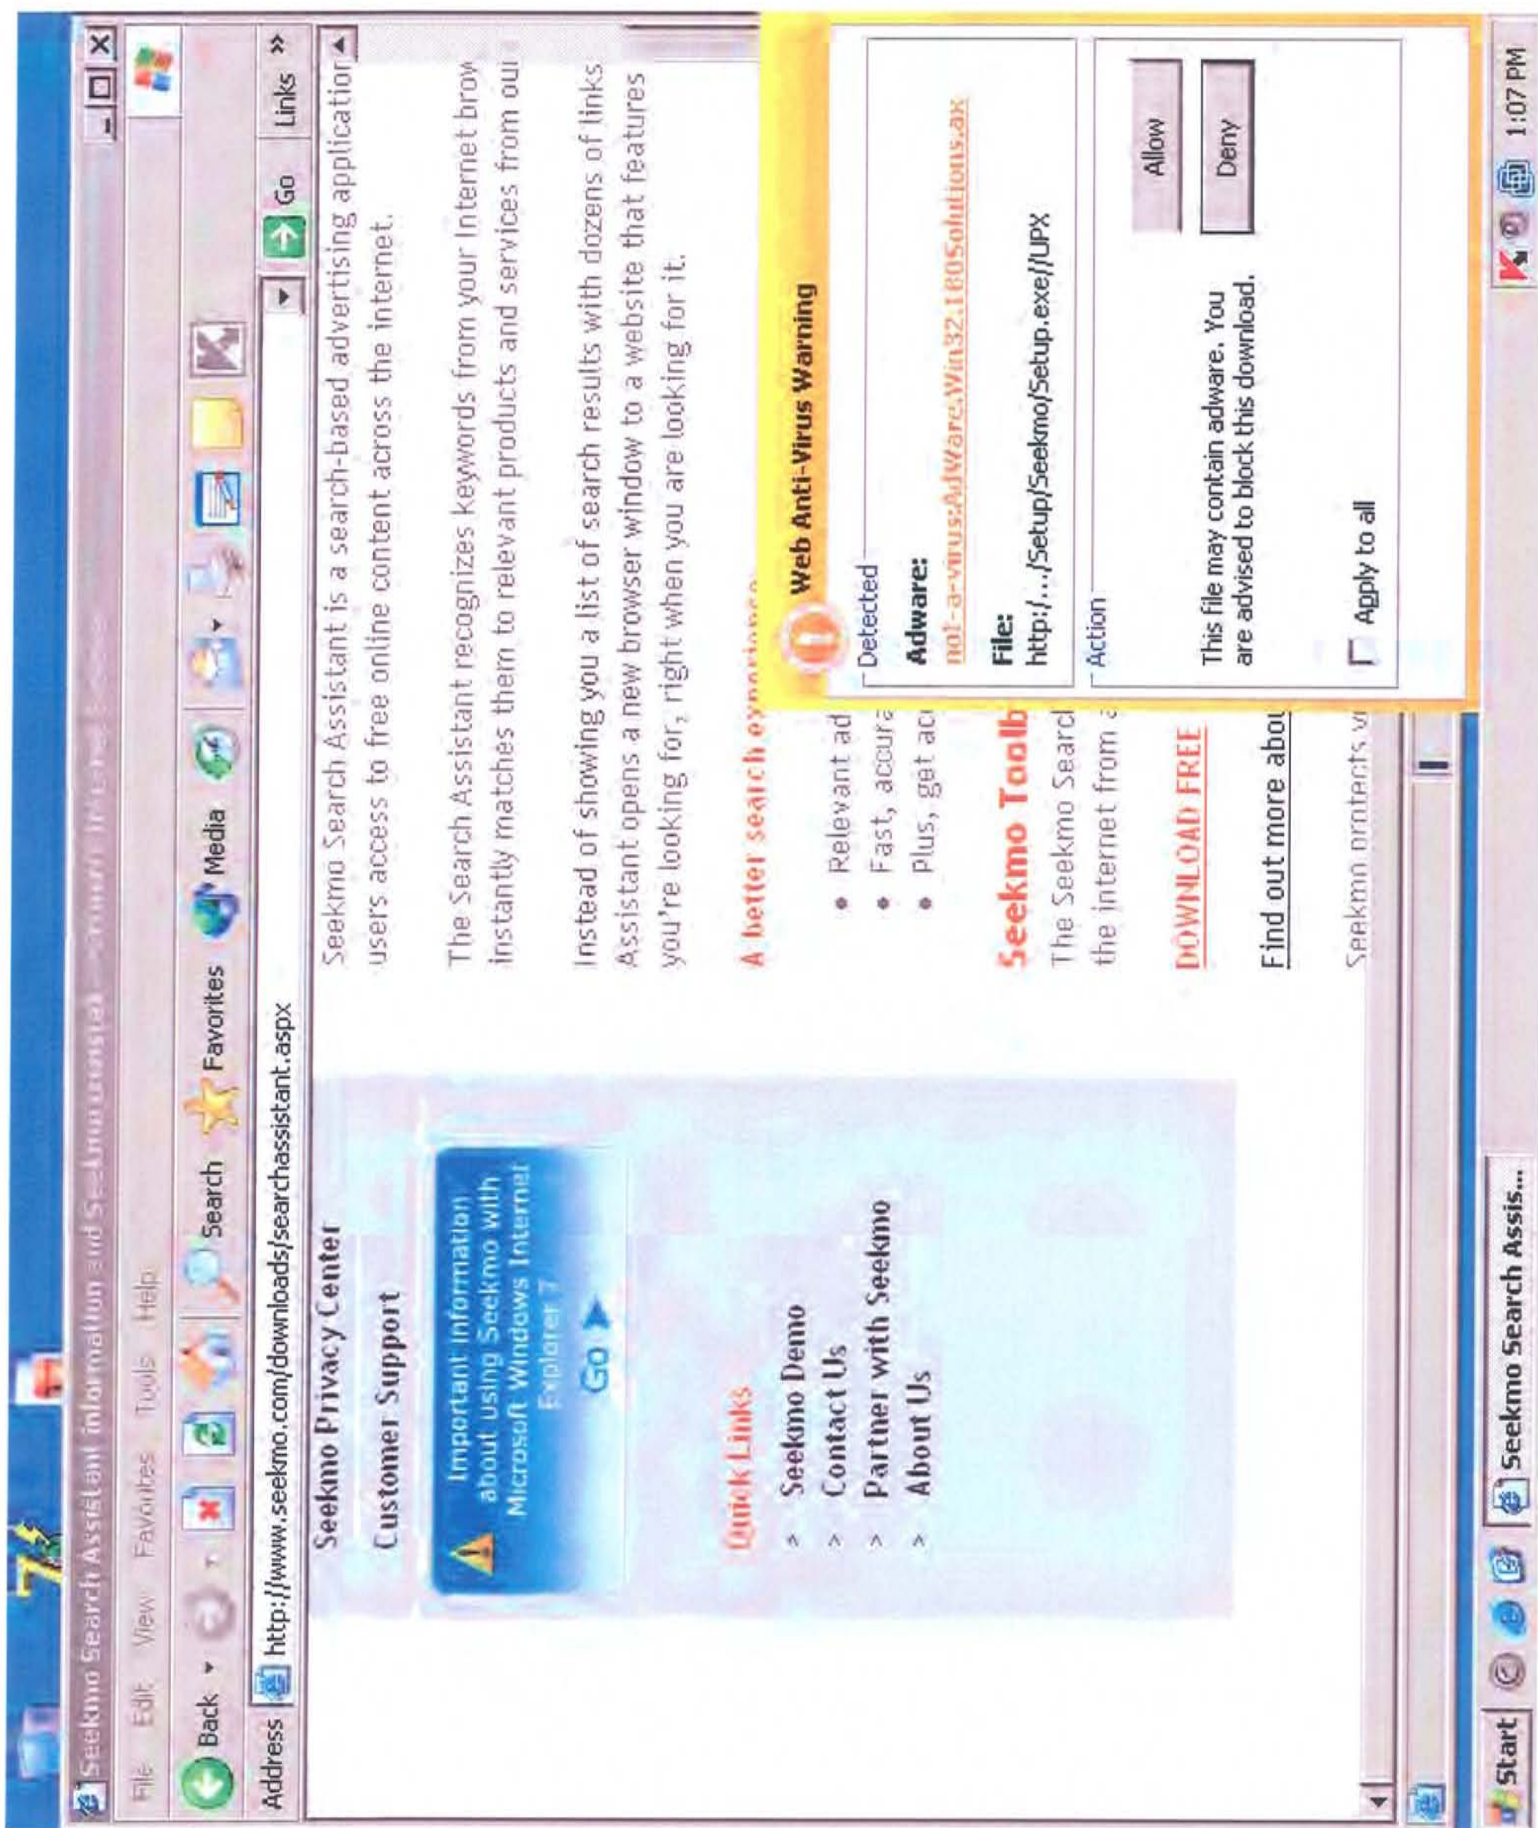 Seekmo Search Assistant information and
File Edit View Favorites Tools Help
Back Search Favorites Media
Address http://www.seekmo.com/downloads/searchassistant.aspx Go Links »
Seekmo Privacy Center
Customer Support
Important Information
about using Seekmo with
Microsoft Windows Internet
Explorer 7
Go
Quick Links
> Seekmo Demo
> Contact Us
> Partner with Seekmo
> About Us
Seekmo Search Assistant is a search-based advertising application
users access to free online content across the internet.
The Search Assistant recognizes keywords from your Internet brow
instantly matches them to relevant products and services from our
Instead of showing you a list of search results with dozens of links
Assistant opens a new browser window to a website that features
you're looking for, right when you are looking for it.
A better search experience
• Relevant ad
• Fast, accura
• Plus, get acc
Seekmo Toolb
The Seekmo Searcl
the internet from a
DOWNLOAD FREE
Find out more abou
Web Anti-Virus Warning
Detected
Adware:
not-a-virus:AdWare.Win32.180Solutions.ax
File:
http:/.../Setup/Seekmo/Setup.exe//UPX
Action
This file may contain adware. You
are advised to block this download.
Allow
Deny
Apply to all
Start Seekmo Search Assis... 1:07 PM